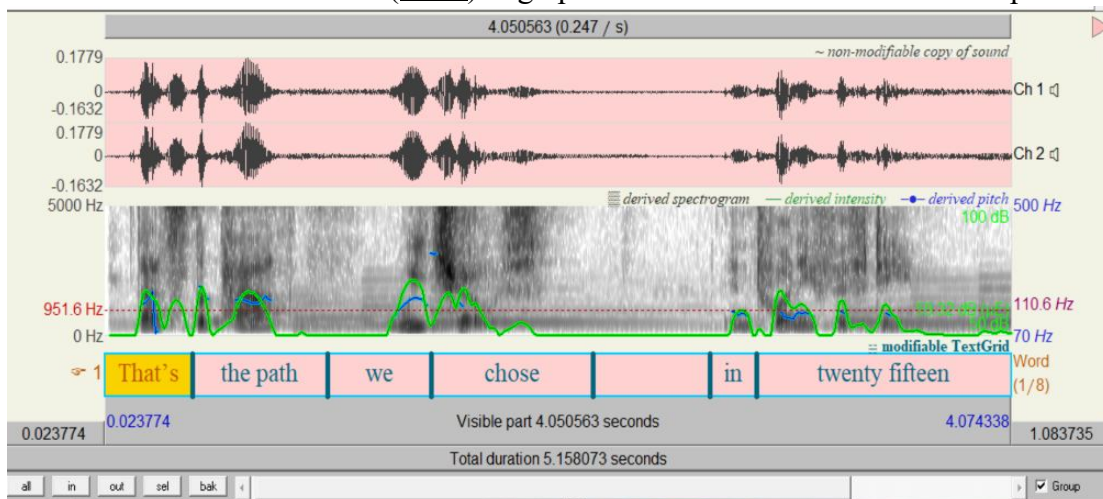 4.050563 (0.247 / s)
~ non-modifiable copy of sound
0.1779
0
-0.1632
Ch 1
0.1779
0
-0.1632
Ch 2
5000 Hz
derived spectrogram — derived intensity derived pitch 500 Hz
100 dB
951.6 Hz
110.6 Hz
0 Hz
70 Hz
modifiable TextGrid
1 That's the path we chose in twenty fifteen
Word
(1/8)
0.023774 Visible part 4.050563 seconds 4.074338
0.023774 1.083735
Total duration 5.158073 seconds
all in out sel bak Group